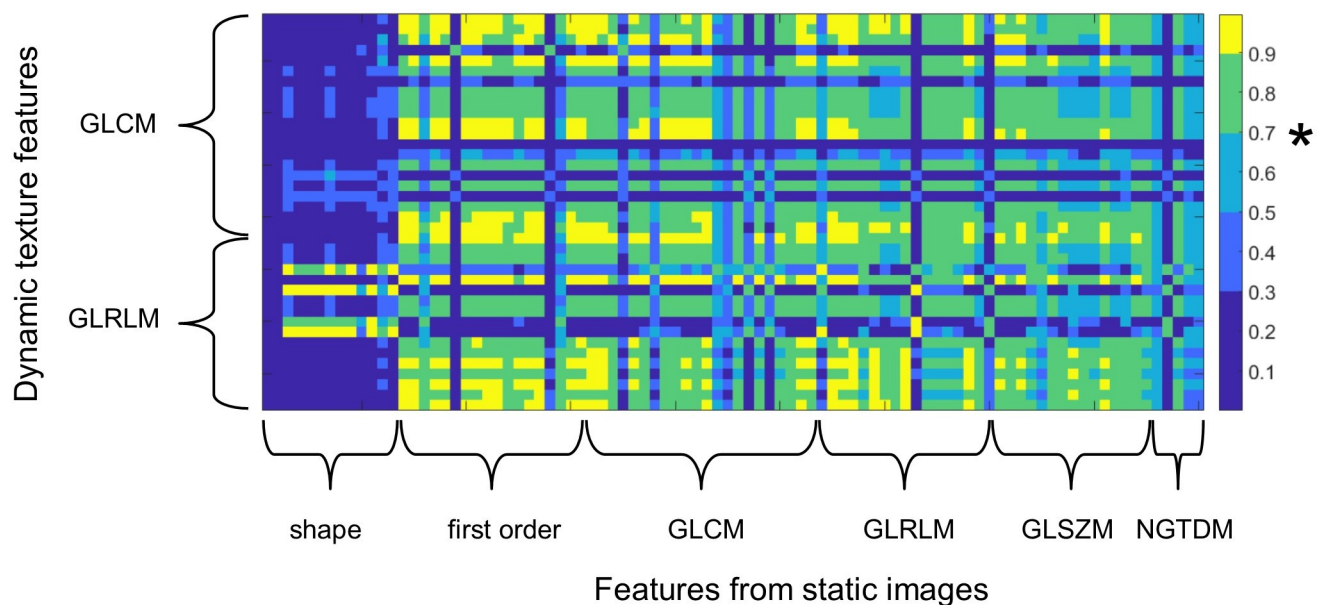 Dynamic texture features
GLCM
GLRLM
0.9
0.8
0.7
0.6
0.5
0.4
0.3
0.2
0.1
*
shape
first order
GLCM
GLRLM
GLSZM
NGTDM
Features from static images